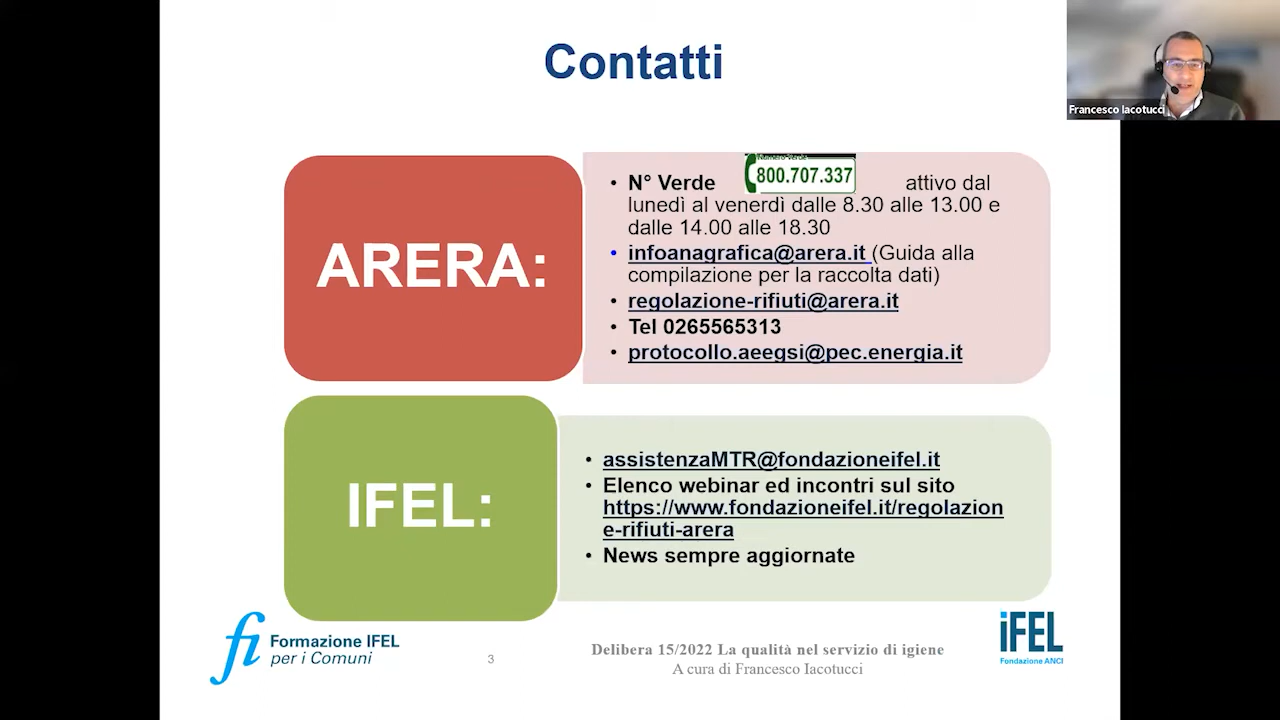 Contatti
Francesco Iacotucci
ARERA:
• N° Verde Numero Verde 800.707.337 attivo dal
lunedì al venerdì dalle 8.30 alle 13.00 e
dalle 14.00 alle 18.30
• infoanagrafica@arera.it (Guida alla
compilazione per la raccolta dati)
• regolazione-rifiuti@arera.it
• Tel 0265565313
• protocollo.aeegsi@pec.energia.it
IFEL:
• assistenzaMTR@fondazioneifel.it
• Elenco webinar ed incontri sul sito
https://www.fondazioneifel.it/regolazion
e-rifiuti-arera
• News sempre aggiornate
fi Formazione IFEL
per i Comuni
3
Delibera 15/2022 La qualità nel servizio di igiene
A cura di Francesco Iacotucci
iFEL
Fondazione ANCI